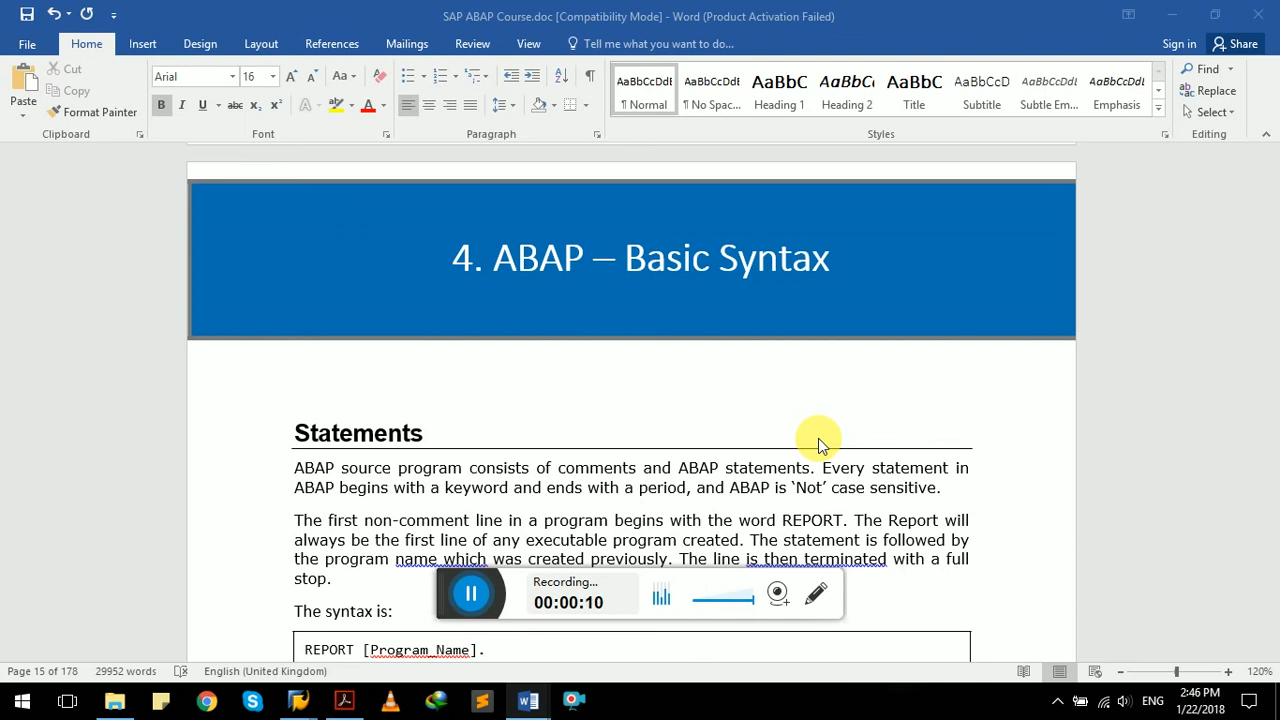 SAP ABAP Course.doc [Compatibility Mode] - Word (Product Activation Failed)
File Home Insert Design Layout References Mailings Review View Tell me what you want to do... Sign in Share
Paste
Cut
Copy
Format Painter
Clipboard
Arial 16
Font
Paragraph
AaBbCcDdE AaBbCcDdE AaBbC AaBbCc AaBbC AaBbCcD AaBbCcDdI AaBbCcDdI
¶ Normal ¶ No Spac... Heading 1 Heading 2 Title Subtitle Subtle Em... Emphasis
Styles
Find
Replace
Select
Editing
4. ABAP – Basic Syntax
Statements
ABAP source program consists of comments and ABAP statements. Every statement in
ABAP begins with a keyword and ends with a period, and ABAP is ‘Not’ case sensitive.
The first non-comment line in a program begins with the word REPORT. The Report will
always be the first line of any executable program created. The statement is followed by
the program name which was created previously. The line is then terminated with a full
stop.
Recording...
00:00:10
The syntax is:
REPORT [Program_Name].
Page 15 of 178 29952 words English (United Kingdom) 120%
ENG
2:46 PM
1/22/2018